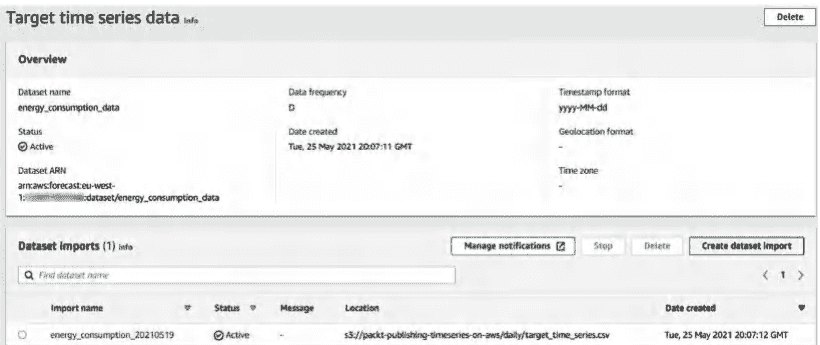 Target time series data Info
Delete
Overview
Dataset name
energy_consumption_data
Data frequency
D
Timestamp format
yyyy-MM-dd
Status
Active
Date created
Tue, 25 May 2021 20:07:11 GMT
Geolocation format
-
Dataset ARN
arn:aws:forecast:eu-west-
1: :dataset/energy_consumption_data
Time zone
-
Dataset imports (1) Info
Manage notifications
Stop
Delete
Create dataset import
Find dataset name
1
Import name Status Message Location Date created
energy_consumption_20210519 Active - s3://packt-publishing-timeseries-on-aws/daily/target_time_series.csv Tue, 25 May 2021 20:07:12 GMT